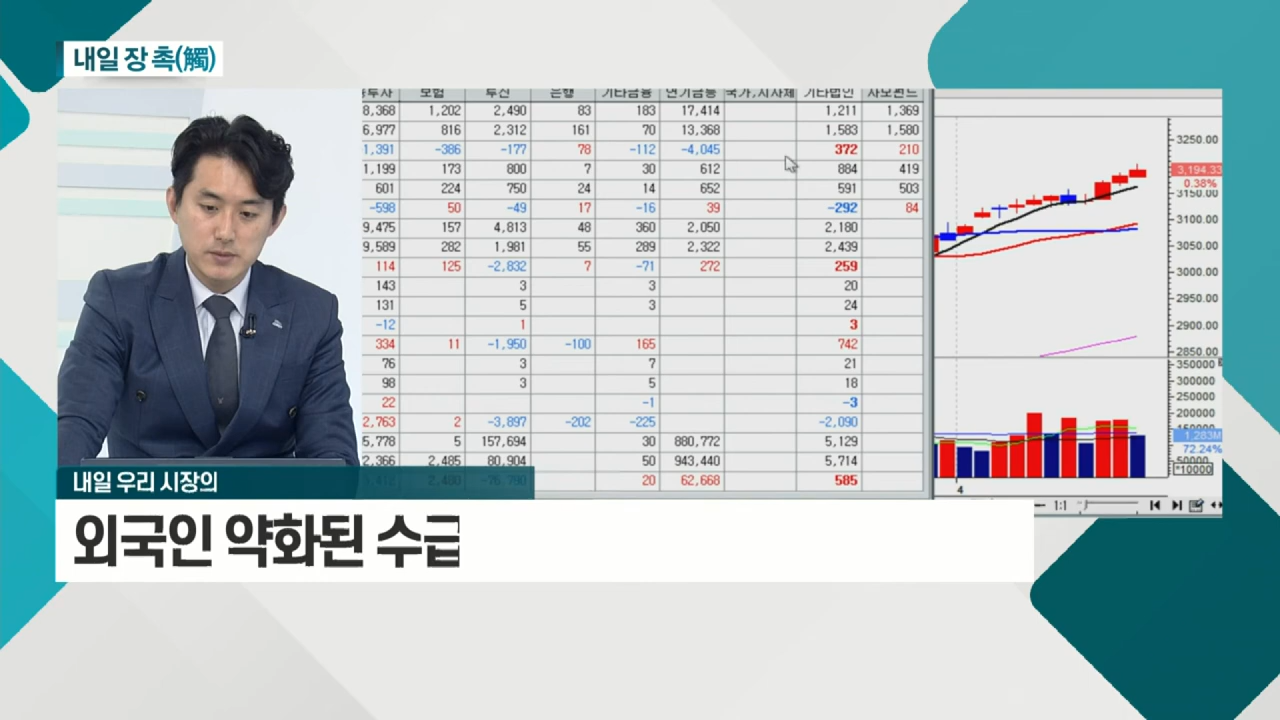 내일 장 촉(觸)
보험 투신 은행 기타금융 연기금등 국가,지자체 기타법인 사모펀드
8,368 1,202 2,490 83 183 17,414 1,211 1,369
6,977 816 2,312 161 70 13,368 1,583 1,580
1,391 -386 -177 78 -112 -4,045 372 210
1,199 173 800 7 30 612 884 419
601 224 750 24 14 652 591 503
-598 50 -49 17 -16 39 -292 84
9,475 157 4,813 48 360 2,050 2,180
9,589 282 1,981 55 289 2,322 2,439
114 125 -2,832 7 -71 272 259
143 3 3 20
131 5 3 24
-12 1 3
334 11 -1,950 -100 165 742
76 3 7 21
98 3 5 18
22 -1 -3
2,763 2 -3,897 -202 -225 -2,090
5,778 5 157,694 30 880,772 5,129
2,366 2,485 80,904 50 943,440 5,714
20 62,668 585
3250.00
3,194.33
0.38%
3150.00
3100.00
3050.00
3000.00
2950.00
2900.00
2850.00
350000
300000
250000
200000
150000
1,283M
72.24%
50000
*10000
4
1:1
내일 우리 시장의
외국인 약화된 수급